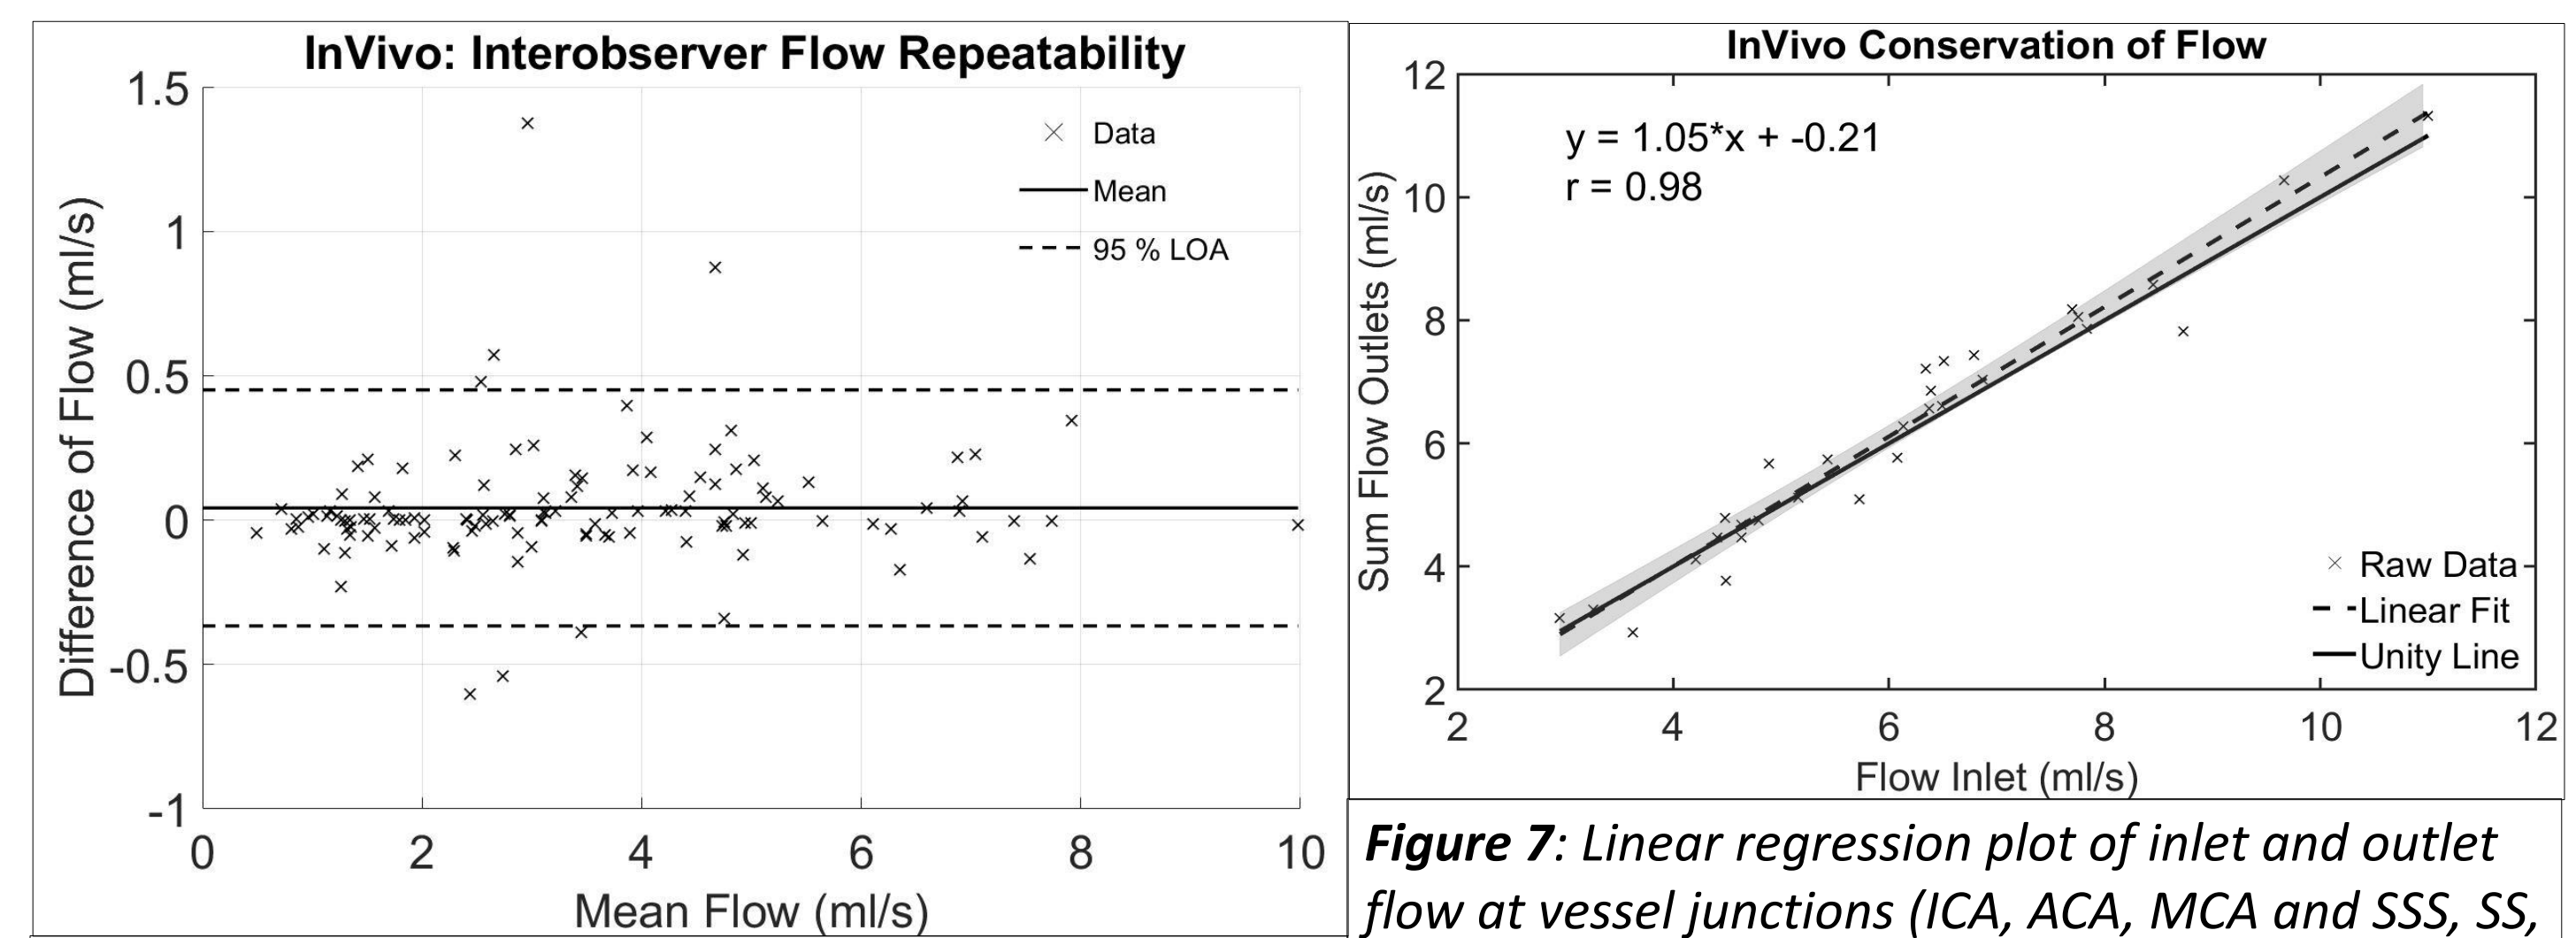 InVivo: Interobserver Flow Repeatability
Difference of Flow (ml/s)
1.5
1
0.5
0
-0.5
-1
Data
Mean
95 % LOA
0 2 4 6 8 10
Mean Flow (ml/s)
InVivo Conservation of Flow
Sum Flow Outlets (ml/s)
12
10
8
6
4
2
y = 1.05*x + -0.21
r = 0.98
Raw Data
Linear Fit
Unity Line
2 4 6 8 10 12
Flow Inlet (ml/s)
Figure 7: Linear regression plot of inlet and outlet
flow at vessel junctions (ICA, ACA, MCA and SSS, SS,